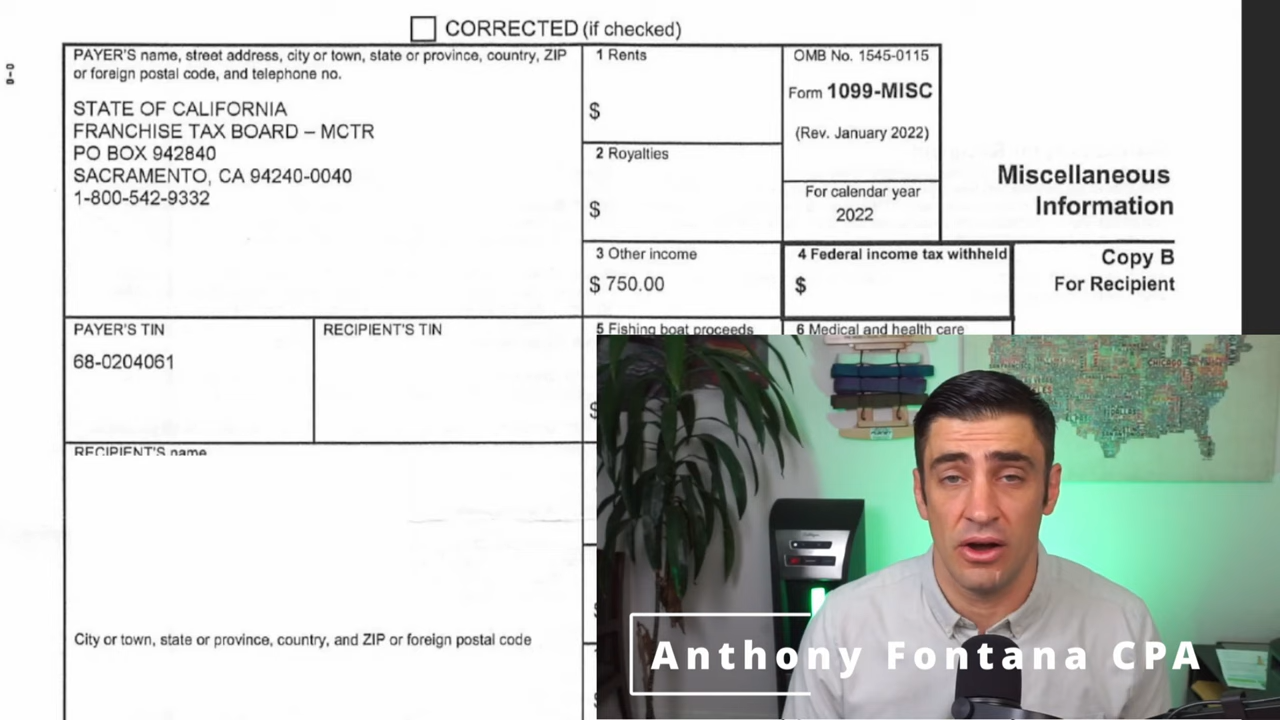 CORRECTED (if checked)
PAYER'S name, street address, city or town, state or province, country, ZIP
or foreign postal code, and telephone no.
STATE OF CALIFORNIA
FRANCHISE TAX BOARD – MCTR
PO BOX 942840
SACRAMENTO, CA 94240-0040
1-800-542-9332
1 Rents
$
2 Royalties
$
OMB No. 1545-0115
Form 1099-MISC
(Rev. January 2022)
For calendar year
2022
Miscellaneous
Information
3 Other income
$ 750.00
4 Federal income tax withheld
$
Copy B
For Recipient
PAYER'S TIN
68-0204061
RECIPIENT'S TIN
5 Fishing boat proceeds
6 Medical and health care
RECIPIENT'S name
City or town, state or province, country, and ZIP or foreign postal code
CHICAGO
Anthony Fontana CPA